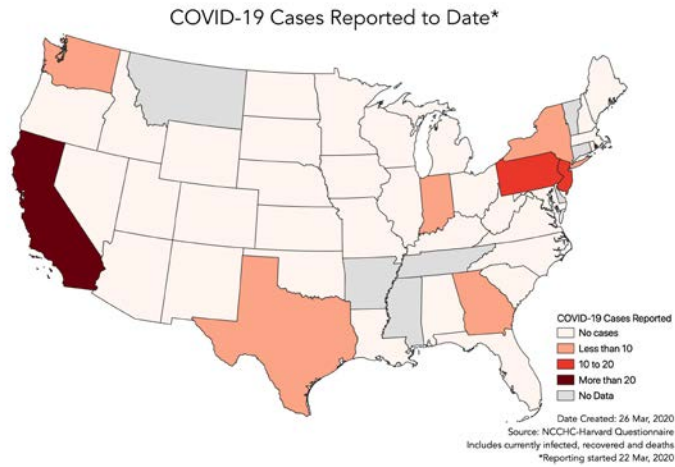 COVID-19 Cases Reported to Date*
COVID-19 Cases Reported
No cases
Less than 10
10 to 20
More than 20
No Data
Date Created: 26 Mar, 2020
Source: NCCHC-Harvard Questionnaire
Includes currently infected, recovered and deaths
*Reporting started 22 Mar, 2020